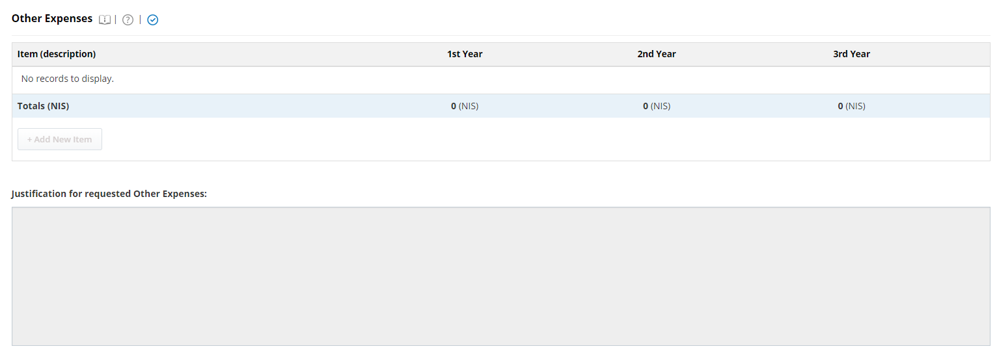 Other Expenses
Item (description) 1st Year 2nd Year 3rd Year
No records to display.
Totals (NIS) 0 (NIS) 0 (NIS) 0 (NIS)
+ Add New Item
Justification for requested Other Expenses: